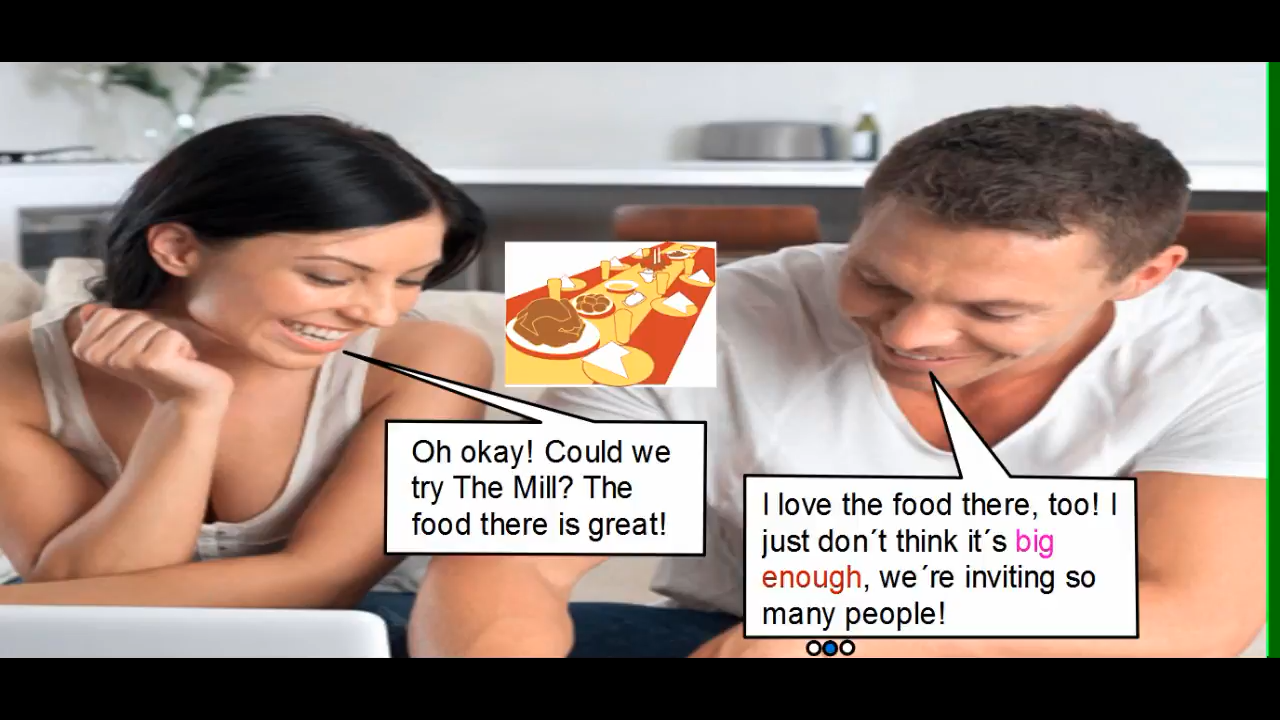 Oh okay! Could we
try The Mill? The
food there is great!
I love the food there, too! I
just don´t think it´s big
enough, we´re inviting so
many people!